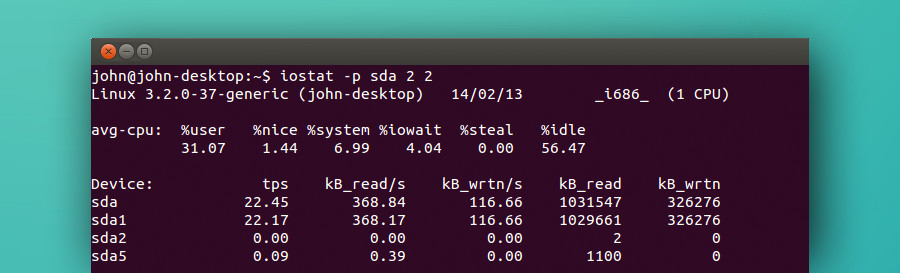 john@john-desktop:~$ iostat -p sda 2 2
Linux 3.2.0-37-generic (john-desktop) 14/02/13 _i686_ (1 CPU)
avg-cpu: %user %nice %system %iowait %steal %idle
31.07 1.44 6.99 4.04 0.00 56.47
Device: tps kB_read/s kB_wrtn/s kB_read kB_wrtn
sda 22.45 368.84 116.66 1031547 326276
sda1 22.17 368.17 116.66 1029661 326276
sda2 0.00 0.00 0.00 2 0
sda5 0.09 0.39 0.00 1100 0